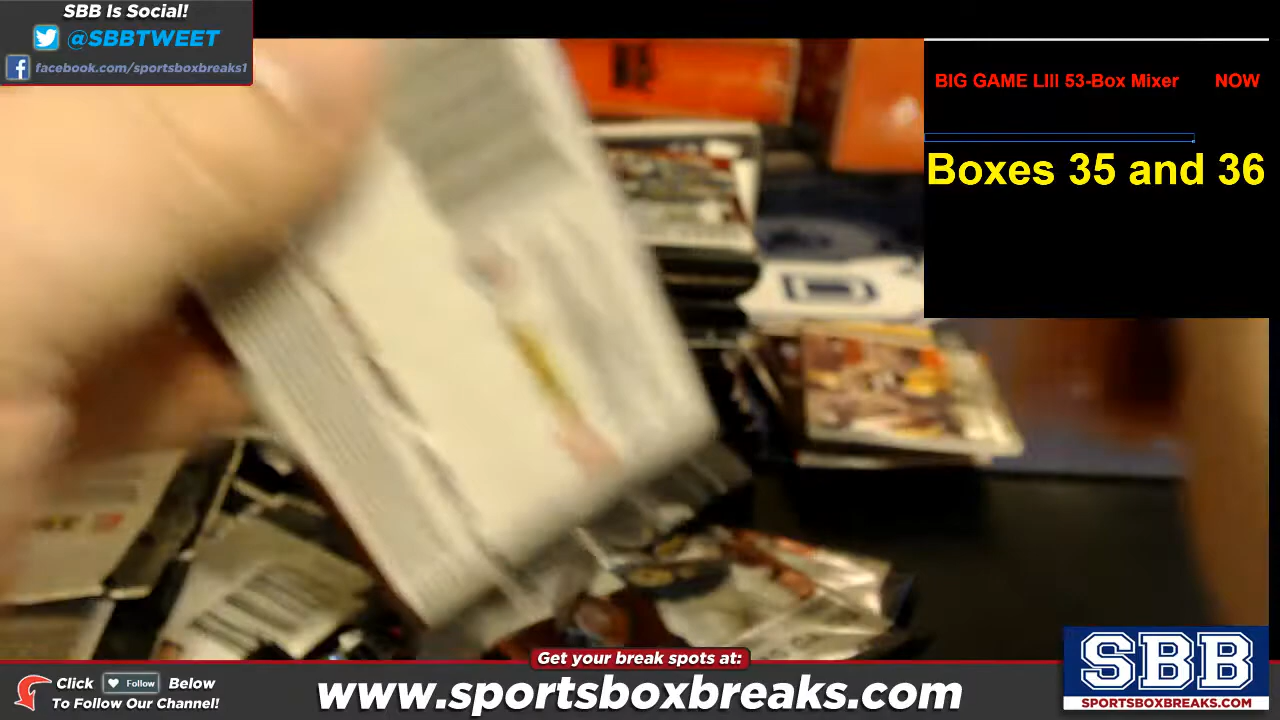 SBB Is Social!
@SBBTWEET
facebook.com/sportsboxbreaks1
BIG GAME LIII 53-Box Mixer NOW
Boxes 35 and 36
Get your break spots at:
Click Follow Below
To Follow Our Channel!
www.sportsboxbreaks.com
SBB
SPORTSBOXBREAKS.COM